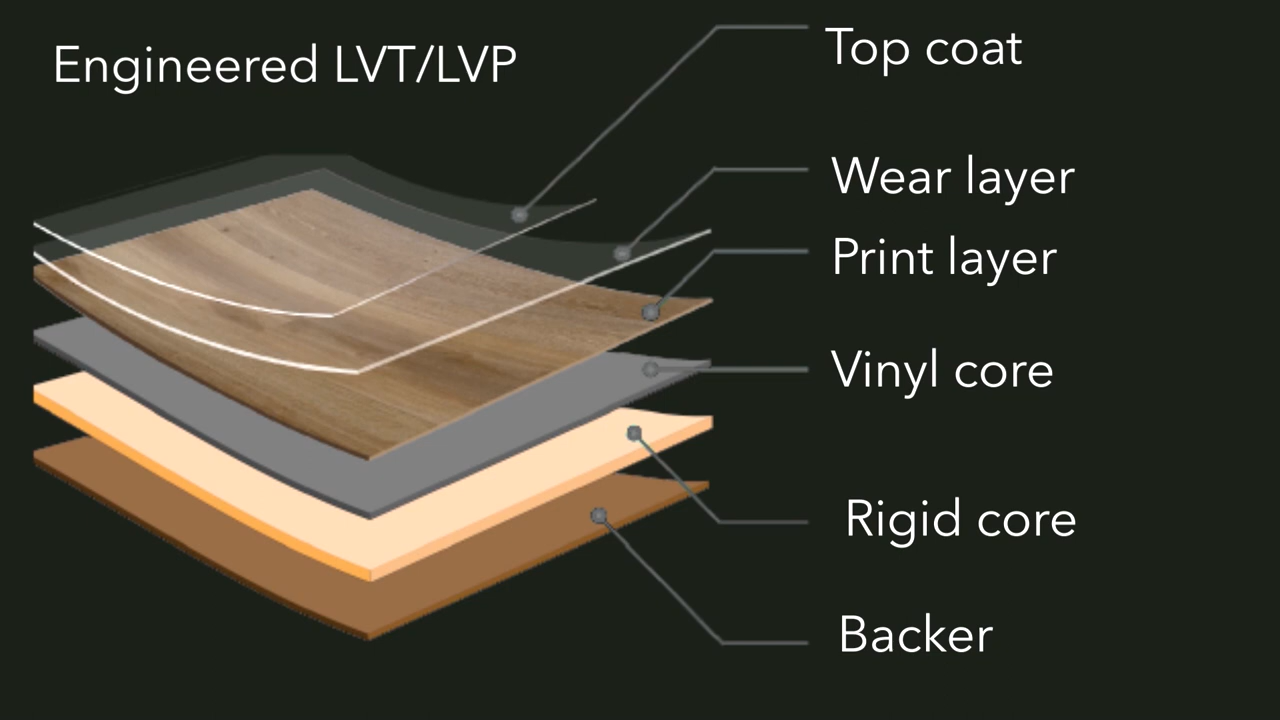 Engineered LVT/LVP
Top coat
Wear layer
Print layer
Vinyl core
Rigid core
Backer